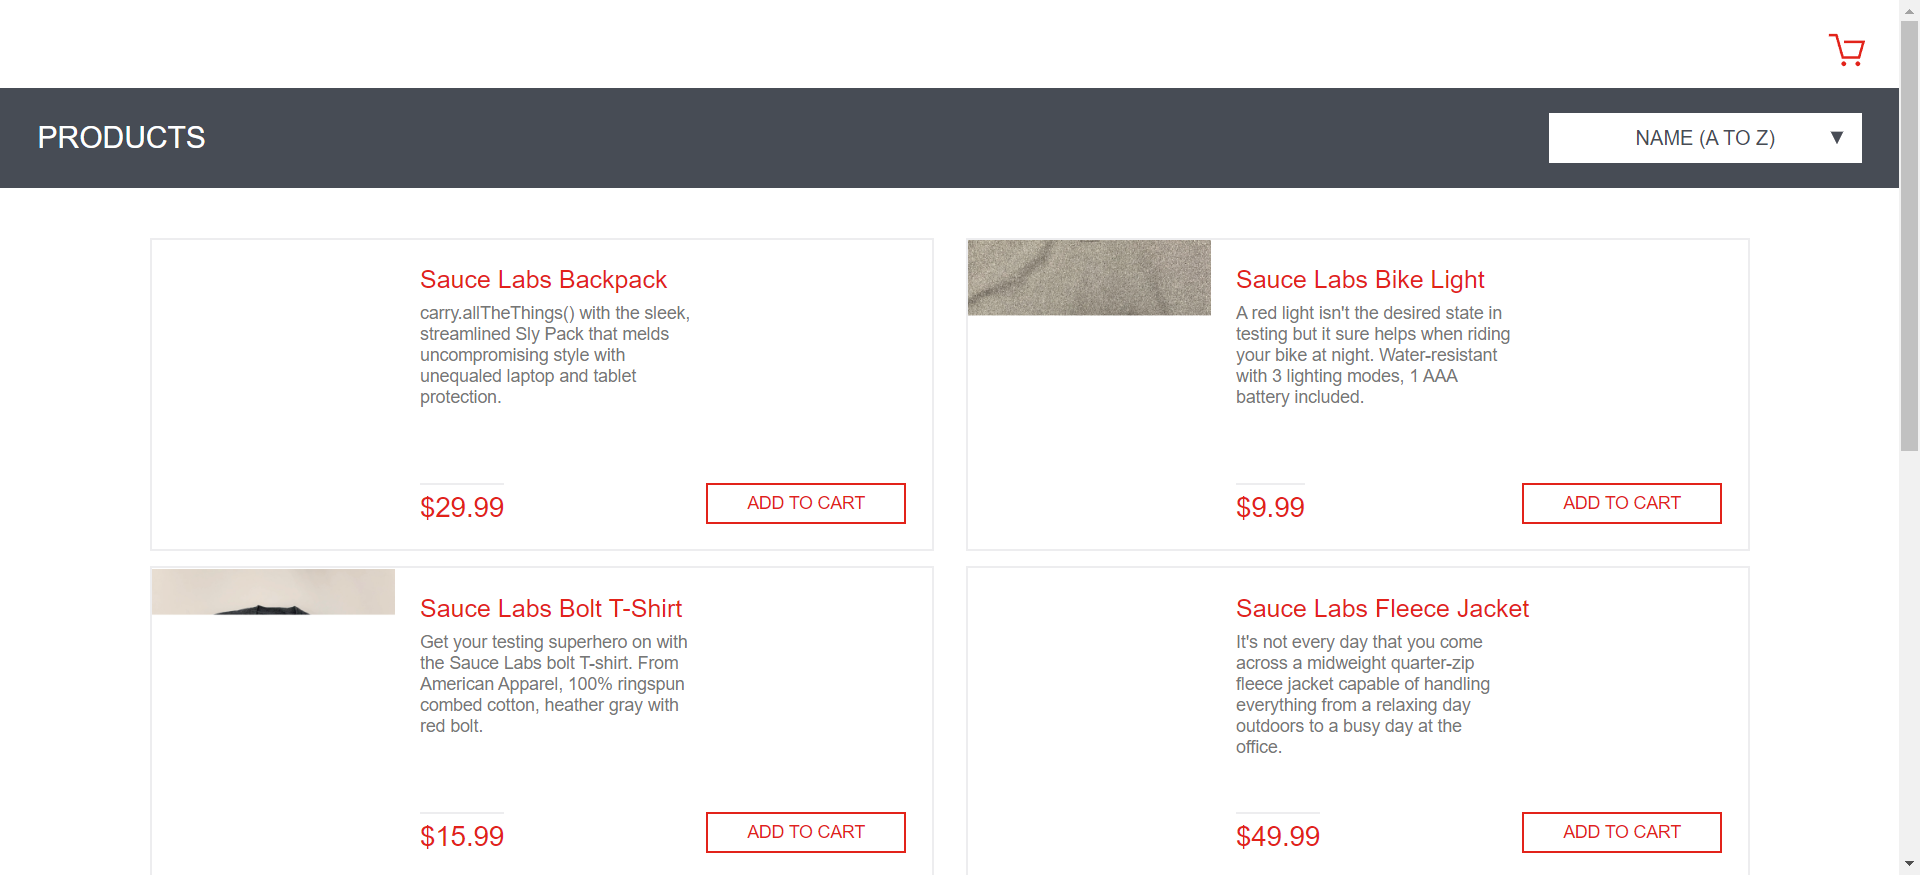 PRODUCTS
NAME (A TO Z)
Sauce Labs Backpack
carry.allTheThings() with the sleek,
streamlined Sly Pack that melds
uncompromising style with
unequaled laptop and tablet
protection.
$29.99
ADD TO CART
Sauce Labs Bike Light
A red light isn't the desired state in
testing but it sure helps when riding
your bike at night. Water-resistant
with 3 lighting modes, 1 AAA
battery included.
$9.99
ADD TO CART
Sauce Labs Bolt T-Shirt
Get your testing superhero on with
the Sauce Labs bolt T-shirt. From
American Apparel, 100% ringspun
combed cotton, heather gray with
red bolt.
$15.99
ADD TO CART
Sauce Labs Fleece Jacket
It's not every day that you come
across a midweight quarter-zip
fleece jacket capable of handling
everything from a relaxing day
outdoors to a busy day at the
office.
$49.99
ADD TO CART